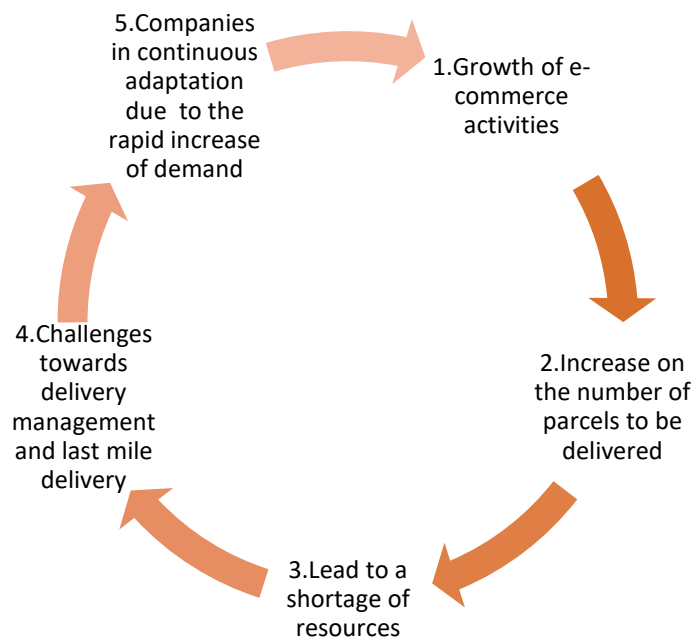 1.Growth of e-
commerce
activities
2.Increase on
the number of
parcels to be
delivered
3.Lead to a
shortage of
resources
4.Challenges
towards
delivery
management
and last mile
delivery
5.Companies
in continuous
adaptation
due to the
rapid increase
of demand